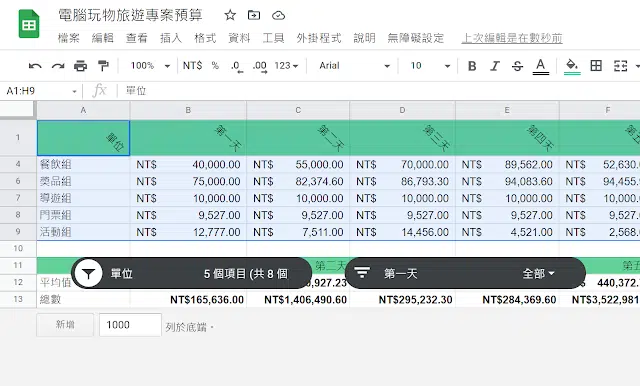 電腦玩物旅遊專案預算
檔案 編輯 查看 插入 格式 資料 工具 外掛程式 說明 無障礙設定 上次編輯是在數秒前
100% NT$ % .0 .00 123 Arial 10 B I S A
A1:H9 fx 單位
A B C D E F
1 單位 第一天 第二天 第三天 第四天
4 餐飲組 NT$ 40,000.00 NT$ 55,000.00 NT$ 70,000.00 NT$ 89,562.00 NT$ 52,630.
6 獎品組 NT$ 75,000.00 NT$ 82,374.60 NT$ 86,793.30 NT$ 94,083.60 NT$ 94,455.
7 導遊組 NT$ 10,000.00 NT$ 10,000.00 NT$ 10,000.00 NT$ 10,000.00 NT$ 10,000.
8 門票組 NT$ 9,527.00 NT$ 9,527.00 NT$ 9,527.00 NT$ 9,527.00 NT$ 9,527.
9 活動組 NT$ 12,777.00 NT$ 7,511.00 NT$ 14,456.00 NT$ 4,521.00 NT$ 2,568.
10
11 第二天
單位 5 個項目 (共 8 個 第一天 全部
12 平均值 ,927.23 440,372.
13 總數 NT$165,636.00 NT$1,406,490.60 NT$295,232.30 NT$284,369.60 NT$3,522,981
新增 1000 列於底端。